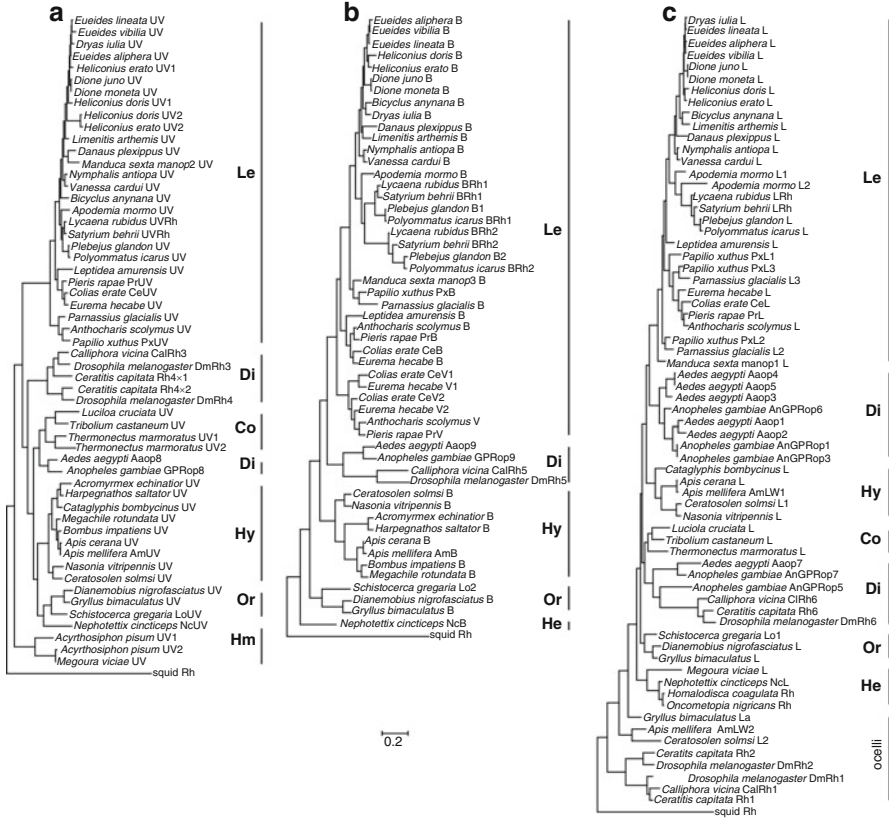 a
Eueides lineata UV
Eueides vibilia UV
Dryas iulia UV
Eueides aliphera UV
Heliconius erato UV1
Dione juno UV
Dione moneta UV
Heliconius doris UV1
Heliconius doris UV2
Heliconius erato UV2
Limenitis arthemis UV
Danaus plexippus UV
Manduca sexta manop2 UV
Nymphalis antiopa UV
Vanessa cardui UV
Bicyclus anynana UV
Apodemia mormo UV
Lycaena rubidus UVRh
Satyrium behrii UVRh
Plebejus glandon UV
Polyommatus icarus UV
Leptidea amurensis UV
Pieris rapae PrUV
Colias erate CeUV
Eurema hecabe UV
Parnassius glacialis UV
Anthocharis scolymus UV
Papilio xuthus PxUV
Le
Calliphora vicina CalRh3
Drosophila melanogaster DmRh3
Ceratitis capitata Rh4×1
Ceratitis capitata Rh4×2
Drosophila melanogaster DmRh4
Di
Luciloa cruciata UV
Tribolium castaneum UV
Thermonectus marmoratus UV1
Thermonectus marmoratus UV2
Co
Aedes aegypti Aaop8
Anopheles gambiae GPRop8
Di
Acromyrmex echinatior UV
Harpegnathos saltator UV
Cataglyphis bombycinus UV
Megachile rotundata UV
Bombus impatiens UV
Apis cerana UV
Apis mellifera AmUV
Nasonia vitripennis UV
Ceratosolen solmsi UV
Hy
Dianemobius nigrofasciatus UV
Gryllus bimaculatus UV
Schistocerca gregaria LoUV
Nephotettix cincticeps NcUV
Or
Acyrthosiphon pisum UV1
Acyrthosiphon pisum UV2
Megoura viciae UV
Hm
squid Rh
b
Eueides aliphera B
Eueides vibilia B
Eueides lineata B
Heliconius doris B
Heliconius erato B
Dione juno B
Dione moneta B
Bicyclus anynana B
Dryas iulia B
Danaus plexippus B
Limenitis arthemis B
Nymphalis antiopa B
Vanessa cardui B
Apodemia mormo B
Lycaena rubidus BRh1
Satyrium behrii BRh1
Plebejus glandon B1
Polyommatus icarus BRh1
Lycaena rubidus BRh2
Satyrium behrii BRh2
Plebejus glandon B2
Polyommatus icarus BRh2
Manduca sexta manop3 B
Papilio xuthus PxB
Parnassius glacialis B
Leptidea amurensis B
Anthocharis scolymus B
Pieris rapae PrB
Colias erate CeB
Eurema hecabe B
Colias erate CeV1
Eurema hecabe V1
Colias erate CeV2
Eurema hecabe V2
Anthocharis scolymus V
Pieris rapae PrV
Le
Aedes aegypti Aaop9
Anopheles gambiae GPRop9
Calliphora vicina CalRh5
Drosophila melanogaster DmRh5
Di
Ceratosolen solmsi B
Nasonia vitripennis B
Acromyrmex echinatior B
Harpegnathos saltator B
Apis cerana B
Apis mellifera AmB
Bombus impatiens B
Megachile rotundata B
Hy
Schistocerca gregaria Lo2
Dianemobius nigrofasciatus B
Gryllus bimaculatus B
Or
Nephotettix cincticeps NcB
He
squid Rh
0.2
c
Dryas iulia L
Eueides lineata L
Eueides aliphera L
Eueides vibilia L
Dione juno L
Dione moneta L
Heliconius doris L
Heliconius erato L
Bicyclus anynana L
Limenitis arthemis L
Danaus plexippus L
Nymphalis antiopa L
Vanessa cardui L
Apodemia mormo L1
Apodemia mormo L2
Lycaena rubidus LRh
Satyrium behrii LRh
Plebejus glandon L
Polyommatus icarus L
Leptidea amurensis L
Papilio xuthus PxL1
Papilio xuthus PxL3
Parnassius glacialis L3
Eurema hecabe L
Colias erate CeL
Pieris rapae PrL
Anthocharis scolymus L
Papilio xuthus PxL2
Parnassius glacialis L2
Manduca sexta manop1 L
Le
Aedes aegypti Aaop4
Aedes aegypti Aaop5
Aedes aegypti Aaop3
Anopheles gambiae AnGPRop6
Aedes aegypti Aaop1
Aedes aegypti Aaop2
Anopheles gambiae AnGPRop1
Anopheles gambiae AnGPRop3
Di
Cataglyphis bombycinus L
Apis cerana L
Apis mellifera AmLW1
Ceratosolen solmsi L1
Nasonia vitripennis L
Hy
Luciola cruciata L
Tribolium castaneum L
Thermonectus marmoratus L
Co
Aedes aegypti Aaop7
Anopheles gambiae AnGPRop7
Anopheles gambiae AnGPRop5
Calliphora vicina ClRh6
Ceratitis capitata Rh6
Drosophila melanogaster DmRh6
Di
Schistocerca gregaria Lo1
Dianemobius nigrofasciatus L
Gryllus bimaculatus L
Or
Megoura viciae L
Nephotettix cincticeps NcL
Homalodisca coagulata Rh
Oncometopia nigricans Rh
He
Gryllus bimaculatus La
Apis mellifera AmLW2
Ceratosolen solmsi L2
Ceratits capitata Rh2
Drosophila melanogaster DmRh2
Drosophila melanogaster DmRh1
Calliphora vicina CalRh1
Ceratitis capitata Rh1
ocelli
squid Rh